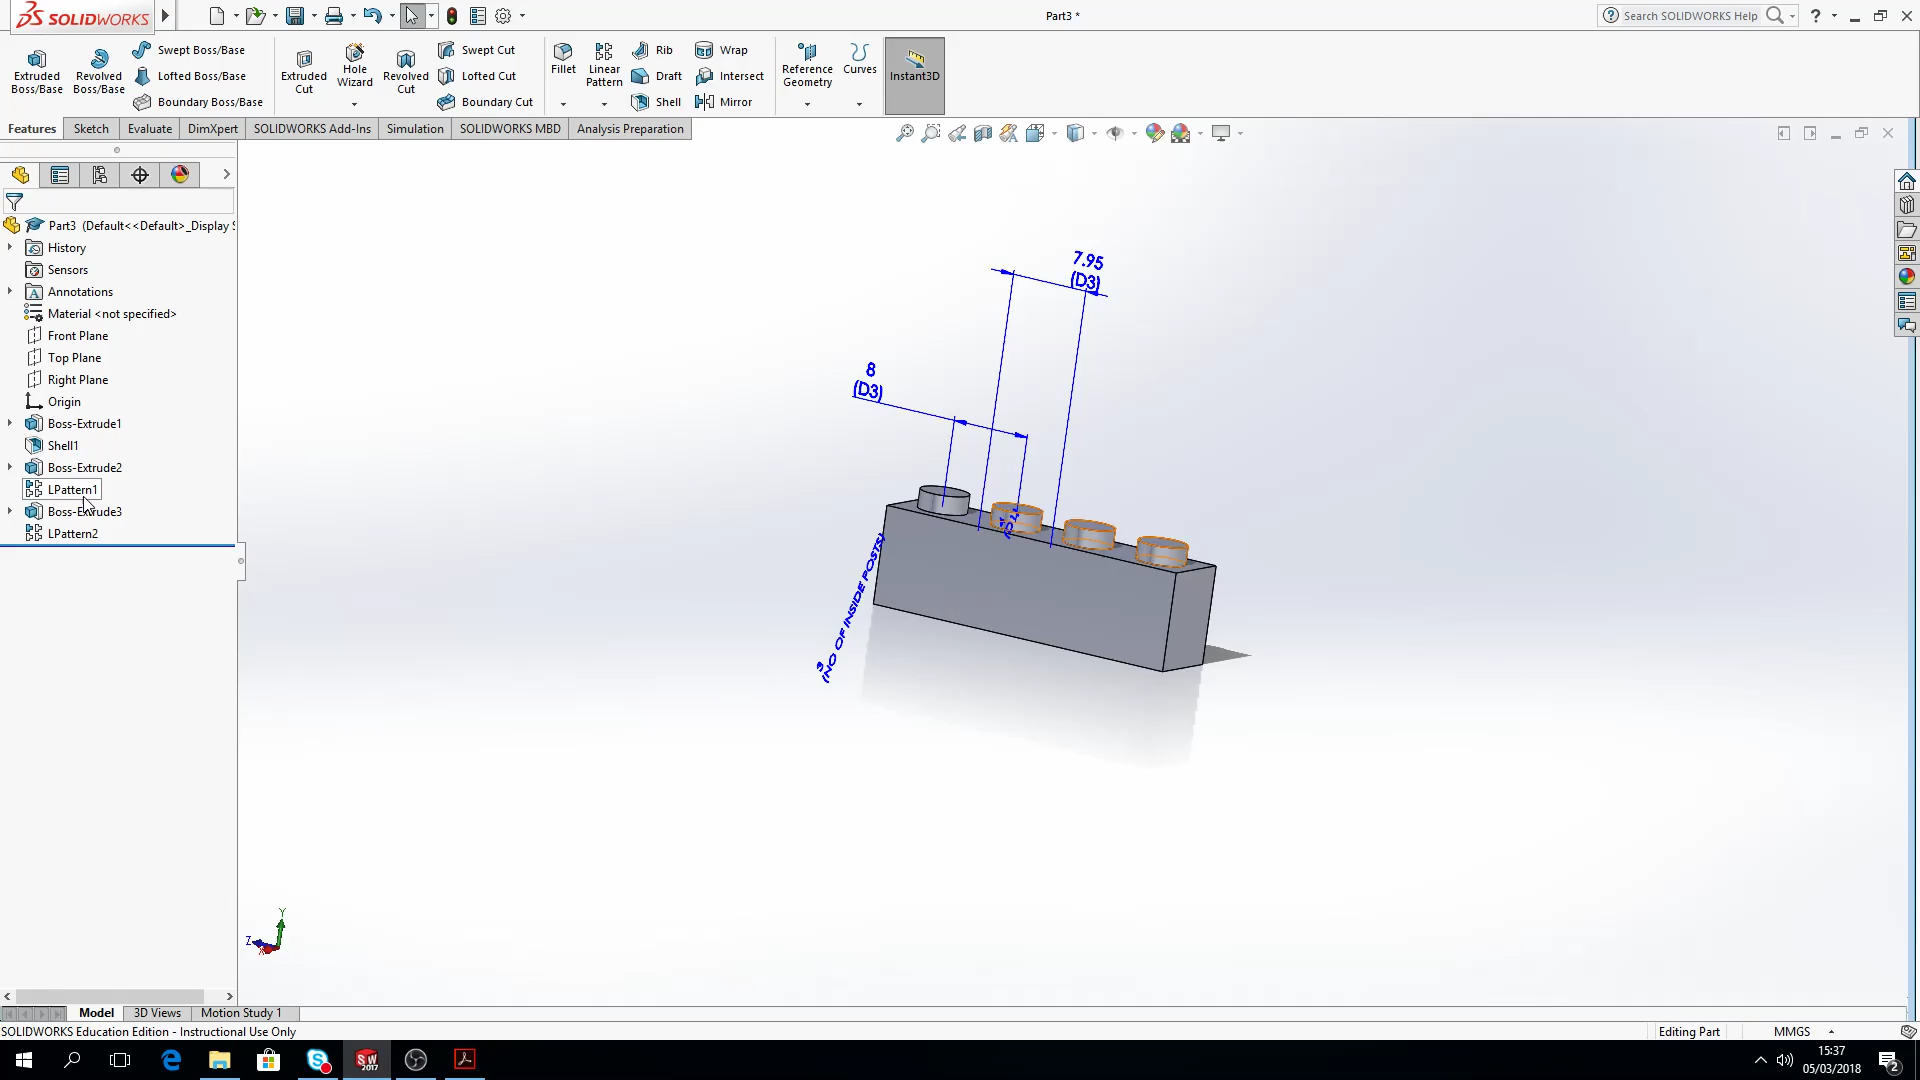 SOLIDWORKS
Part3 *
Search SOLIDWORKS Help
Extruded Boss/Base
Revolved Boss/Base
Swept Boss/Base
Lofted Boss/Base
Boundary Boss/Base
Extruded Cut
Hole Wizard
Revolved Cut
Swept Cut
Lofted Cut
Boundary Cut
Fillet
Linear Pattern
Rib
Draft
Shell
Wrap
Intersect
Mirror
Reference Geometry
Curves
Instant3D
Features
Sketch
Evaluate
DimXpert
SOLIDWORKS Add-Ins
Simulation
SOLIDWORKS MBD
Analysis Preparation
Part3 (Default<<Default>_Display S
History
Sensors
Annotations
Material <not specified>
Front Plane
Top Plane
Right Plane
Origin
Boss-Extrude1
Shell1
Boss-Extrude2
LPattern1
Boss-Extrude3
LPattern2
7.95
(D3)
8
(D3)
3
(NO OF INSIDE POSTS)
Y
Z
X
Model
3D Views
Motion Study 1
SOLIDWORKS Education Edition - Instructional Use Only
Editing Part
MMGS
SW
2017
15:37
05/03/2018
2